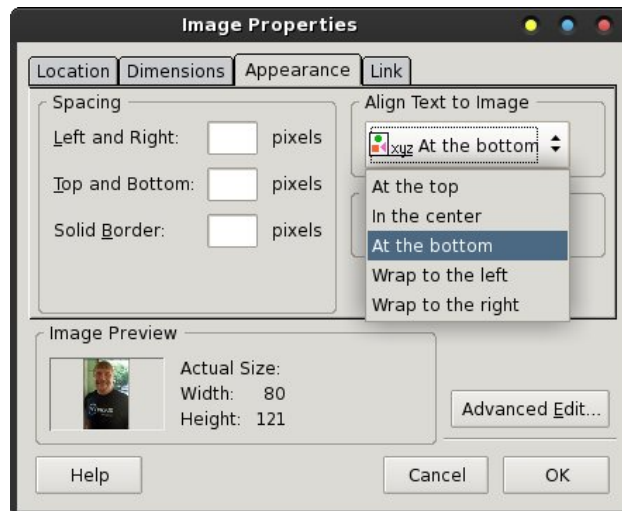 Image Properties
Location Dimensions Appearance Link
Spacing
Left and Right: pixels
Top and Bottom: pixels
Solid Border: pixels
Align Text to Image
xyz At the bottom
At the top
In the center
At the bottom
Wrap to the left
Wrap to the right
Image Preview
Actual Size:
Width: 80
Height: 121
Advanced Edit...
Help Cancel OK